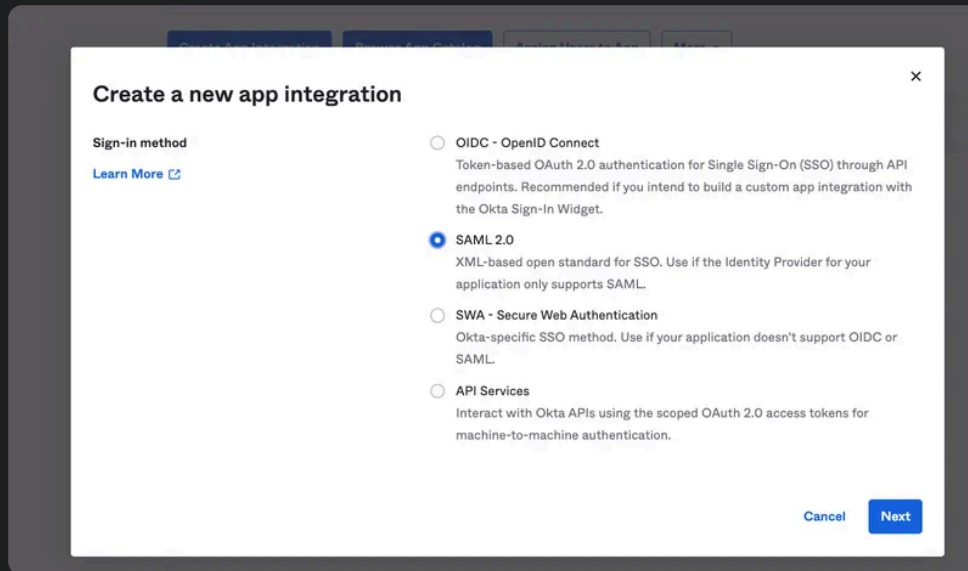 Create a new app integration
Sign-in method
Learn More
OIDC - OpenID Connect
Token-based OAuth 2.0 authentication for Single Sign-On (SSO) through API
endpoints. Recommended if you intend to build a custom app integration with
the Okta Sign-In Widget.
SAML 2.0
XML-based open standard for SSO. Use if the Identity Provider for your
application only supports SAML.
SWA - Secure Web Authentication
Okta-specific SSO method. Use if your application doesn't support OIDC or
SAML.
API Services
Interact with Okta APIs using the scoped OAuth 2.0 access tokens for
machine-to-machine authentication.
Cancel
Next